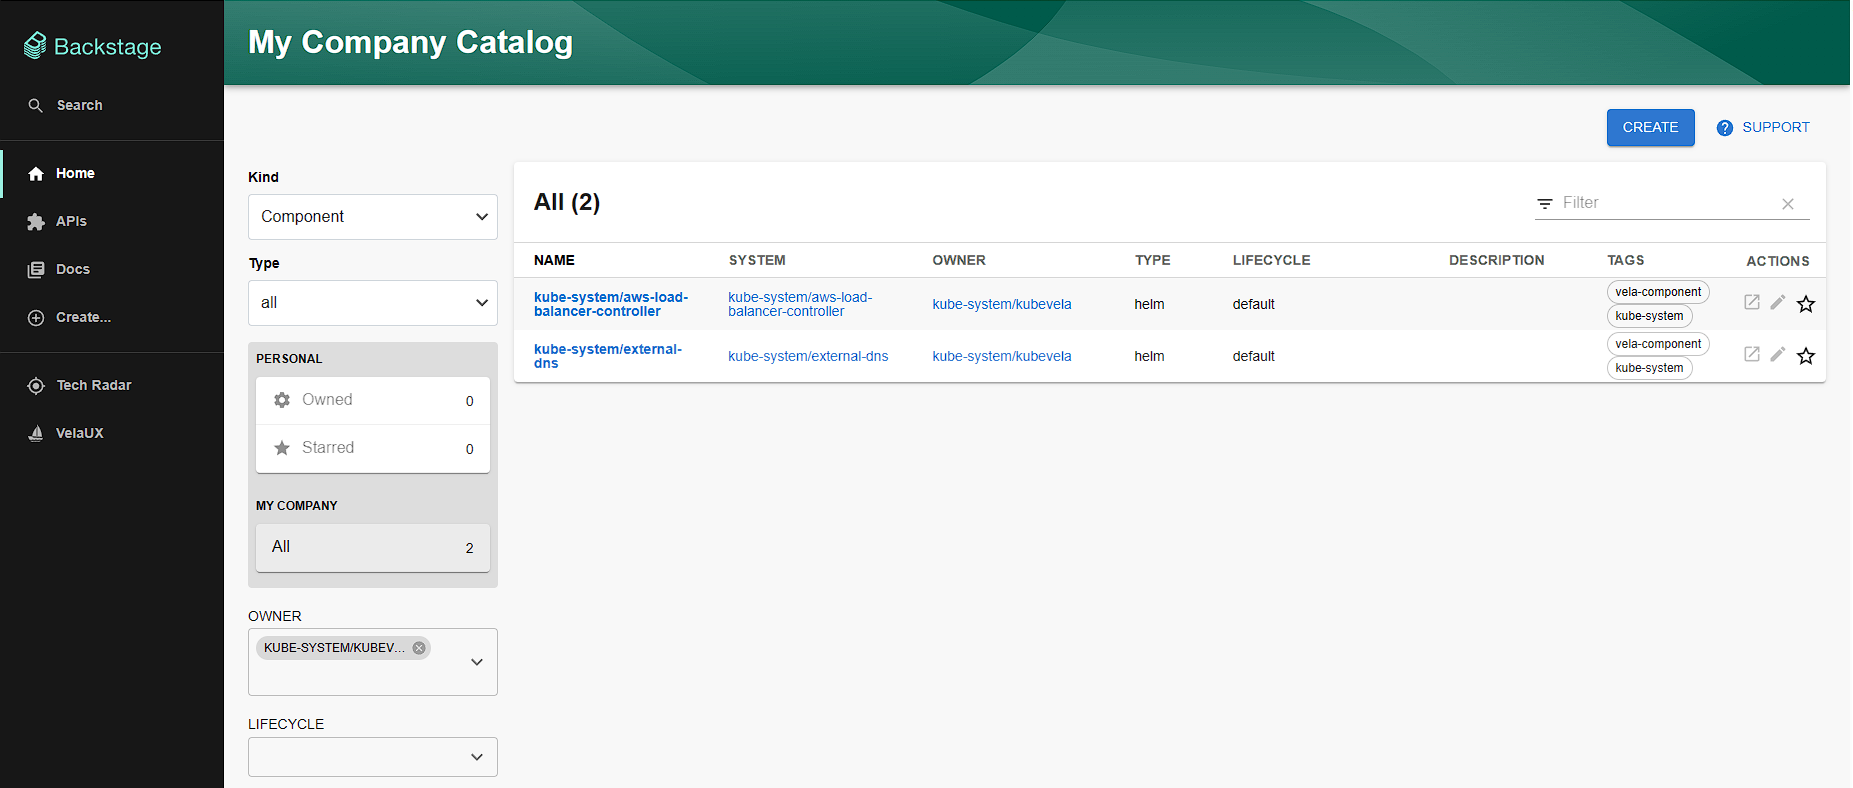 Backstage
Search
Home
APIs
Docs
Create...
Tech Radar
VelaUX
My Company Catalog
CREATE
SUPPORT
Kind
Component
Type
all
PERSONAL
Owned 0
Starred 0
MY COMPANY
All 2
OWNER
KUBE-SYSTEM/KUBEV...
LIFECYCLE
All (2)
Filter
NAME SYSTEM OWNER TYPE LIFECYCLE DESCRIPTION TAGS ACTIONS
kube-system/aws-load-balancer-controller kube-system/aws-load-balancer-controller kube-system/kubevela helm default vela-component kube-system
kube-system/external-dns kube-system/external-dns kube-system/kubevela helm default vela-component kube-system